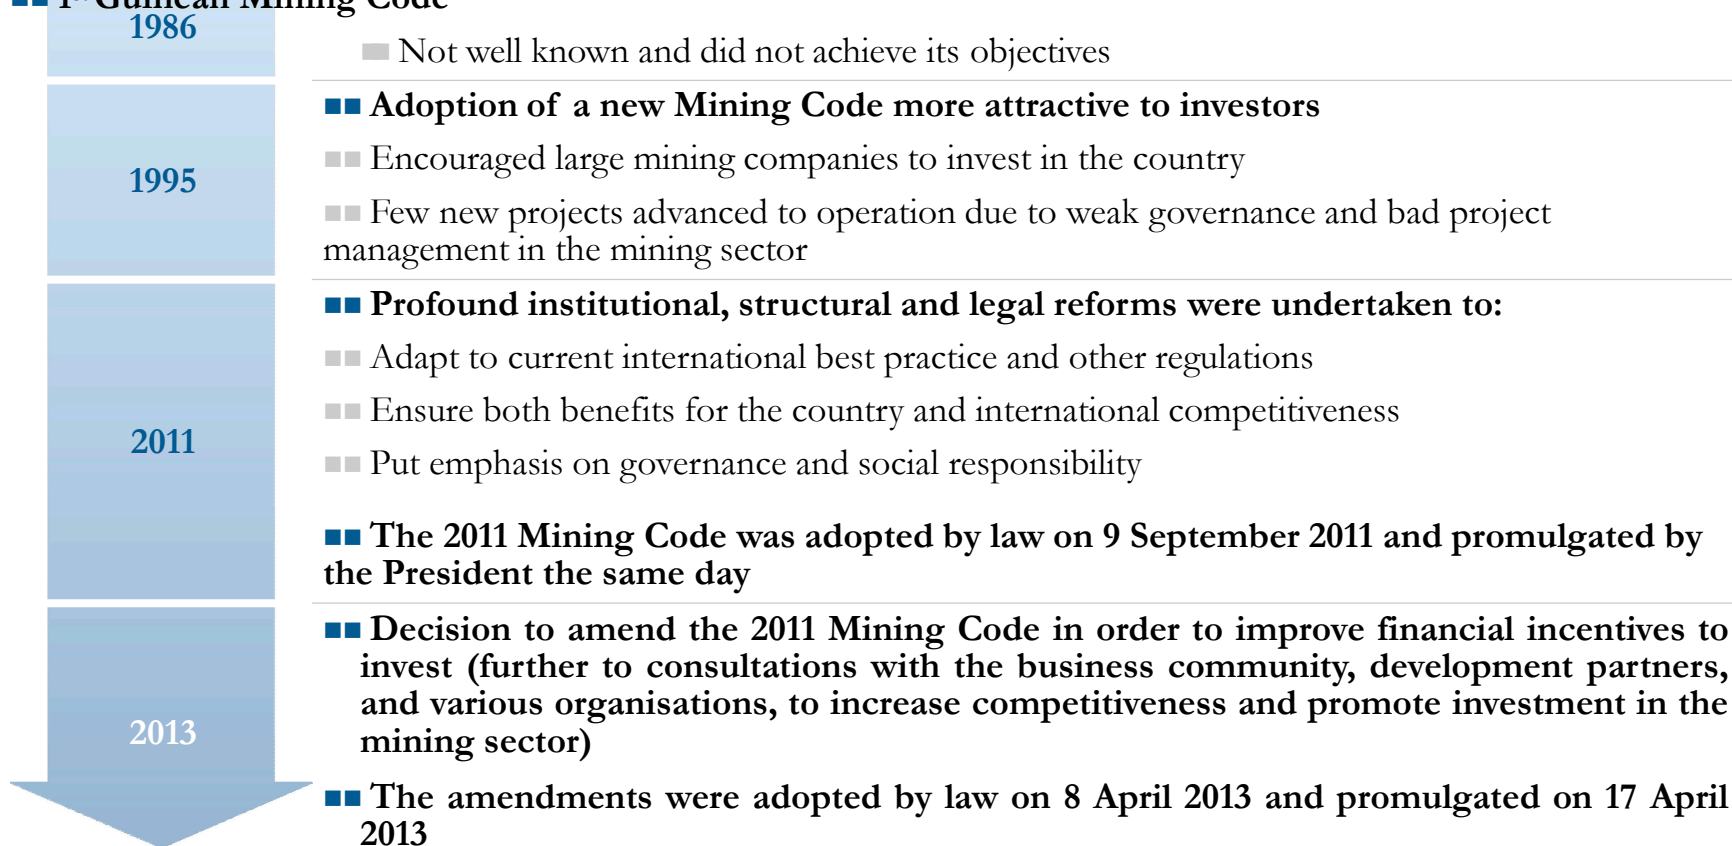 1st Guinean Mining Code
1986
Not well known and did not achieve its objectives
Adoption of a new Mining Code more attractive to investors
Encouraged large mining companies to invest in the country
1995
Few new projects advanced to operation due to weak governance and bad project
management in the mining sector
Profound institutional, structural and legal reforms were undertaken to:
Adapt to current international best practice and other regulations
Ensure both benefits for the country and international competitiveness
2011
Put emphasis on governance and social responsibility
The 2011 Mining Code was adopted by law on 9 September 2011 and promulgated by
the President the same day
Decision to amend the 2011 Mining Code in order to improve financial incentives to
invest (further to consultations with the business community, development partners,
and various organisations, to increase competitiveness and promote investment in the
2013
mining sector)
The amendments were adopted by law on 8 April 2013 and promulgated on 17 April
2013